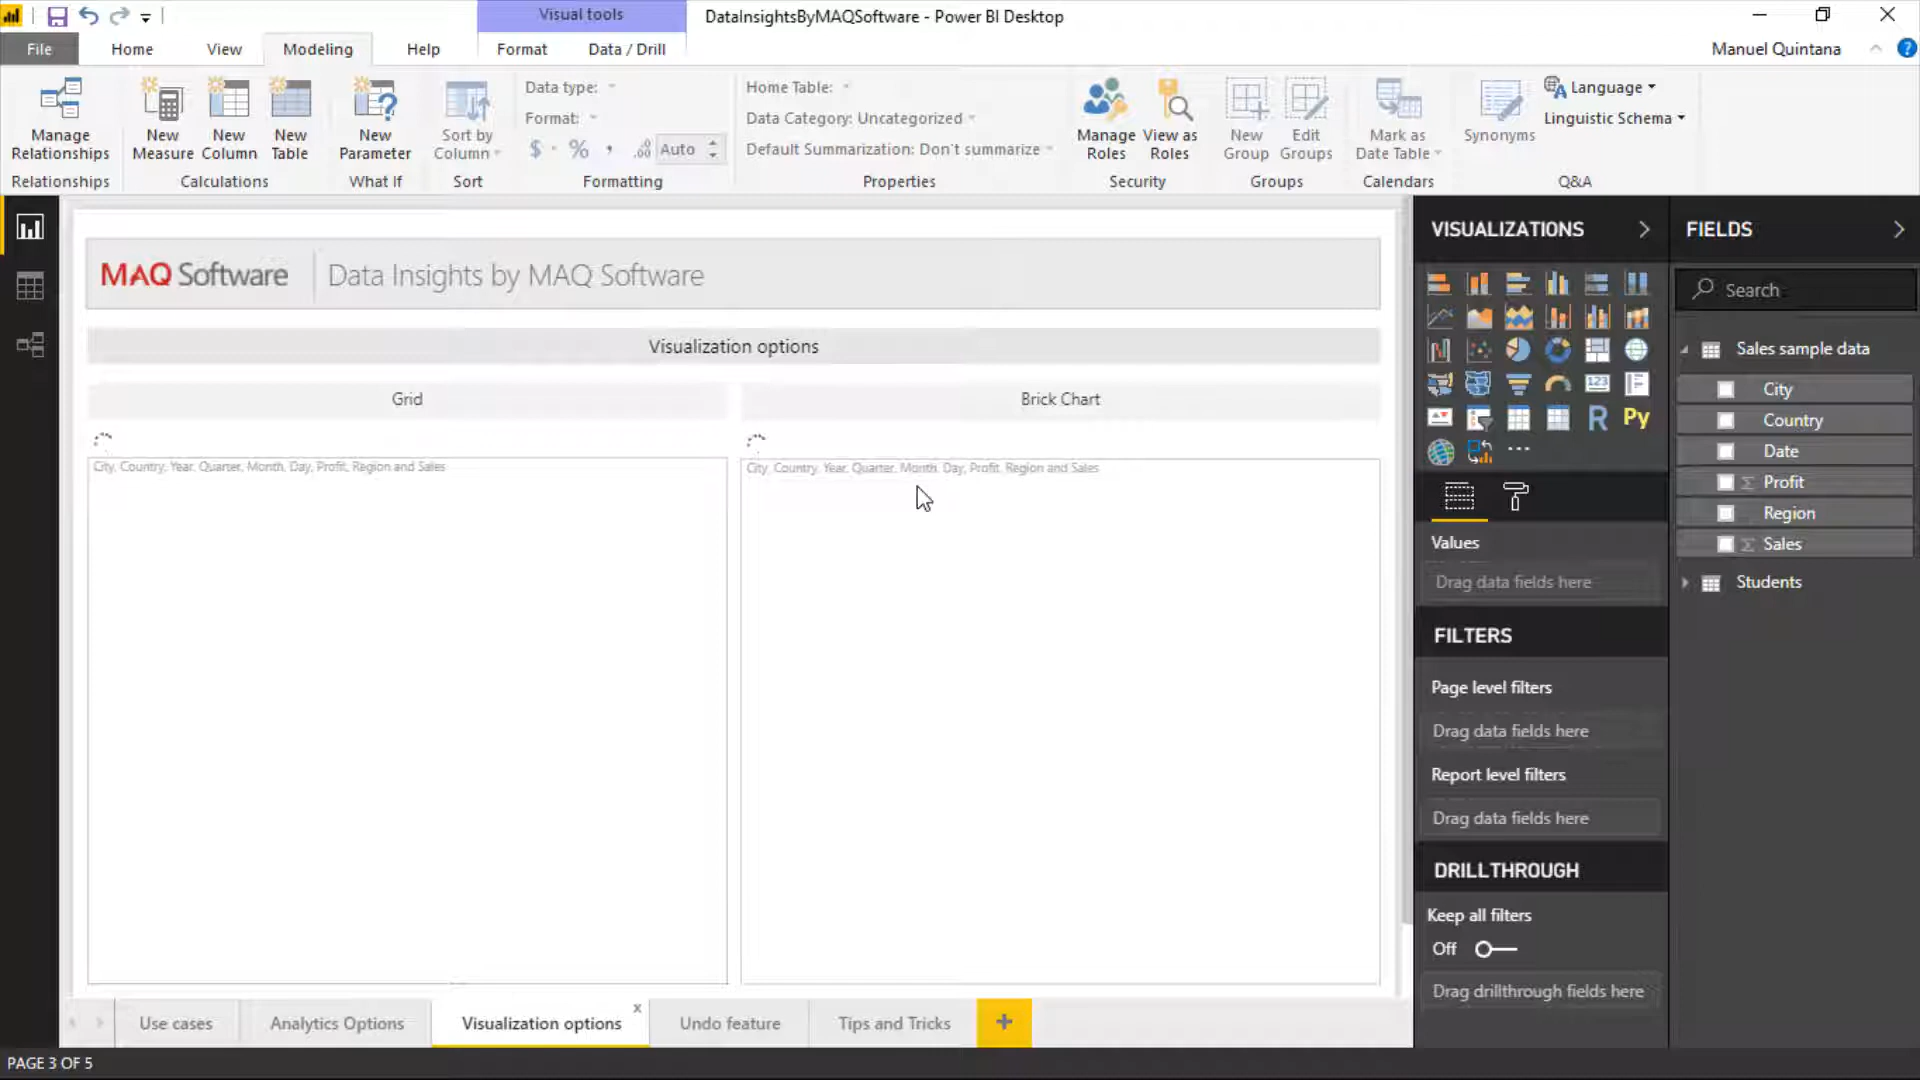 Visual tools
DataInsightsByMAQSoftware - Power BI Desktop
File
Home
View
Modeling
Help
Format
Data / Drill
Manuel Quintana
?
Manage Relationships
Relationships
New Measure
New Column
New Table
Calculations
New Parameter
What If
Sort by Column
Sort
Data type:
Format:
$ % , .00 Auto
Formatting
Home Table:
Data Category: Uncategorized
Default Summarization: Don't summarize
Properties
Manage Roles
View as Roles
Security
New Group
Edit Groups
Groups
Mark as Date Table
Calendars
Synonyms
Language
Linguistic Schema
Q&A
MAQ Software
Data Insights by MAQ Software
Visualization options
Grid
Brick Chart
City, Country, Year, Quarter, Month, Day, Profit, Region and Sales
City, Country, Year, Quarter, Month, Day, Profit, Region and Sales
VISUALIZATIONS
123
R
Py
Values
Drag data fields here
FILTERS
Page level filters
Drag data fields here
Report level filters
Drag data fields here
DRILLTHROUGH
Keep all filters
Off
Drag drillthrough fields here
FIELDS
Search
Sales sample data
City
Country
Date
Σ Profit
Region
Σ Sales
Students
Use cases
Analytics Options
Visualization options
x
Undo feature
Tips and Tricks
+
PAGE 3 OF 5